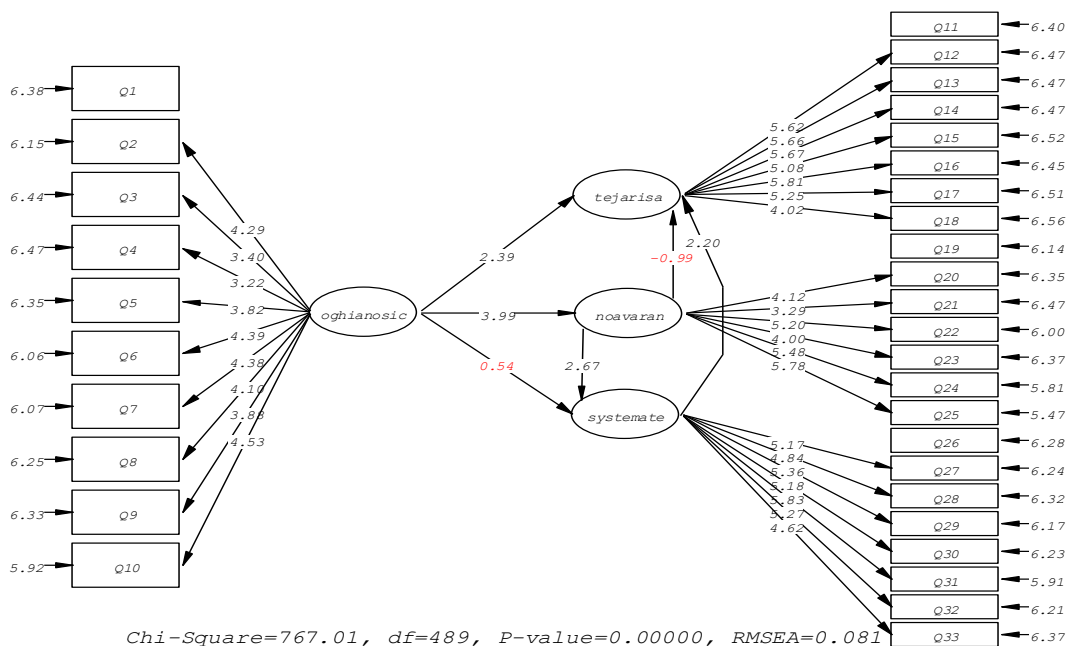 6.38 Q1
6.15 Q2
6.44 Q3
6.47 Q4
6.35 Q5
6.06 Q6
6.07 Q7
6.25 Q8
6.33 Q9
5.92 Q10
4.29
3.40
3.22
3.82
4.39
4.38
4.10
3.88
4.53
oghianosic
2.39
3.99
0.54
tejarisa
-0.99
2.20
noavaran
2.67
systemate
5.62
5.66
5.67
5.08
5.81
5.25
4.02
4.12
3.29
5.20
4.00
5.48
5.78
5.17
4.84
5.36
5.18
5.83
5.27
4.62
Q11 6.40
Q12 6.47
Q13 6.47
Q14 6.47
Q15 6.52
Q16 6.45
Q17 6.51
Q18 6.56
Q19 6.14
Q20 6.35
Q21 6.47
Q22 6.00
Q23 6.37
Q24 5.81
Q25 5.47
Q26 6.28
Q27 6.24
Q28 6.32
Q29 6.17
Q30 6.23
Q31 5.91
Q32 6.21
Q33 6.37
Chi-Square=767.01, df=489, P-value=0.00000, RMSEA=0.081